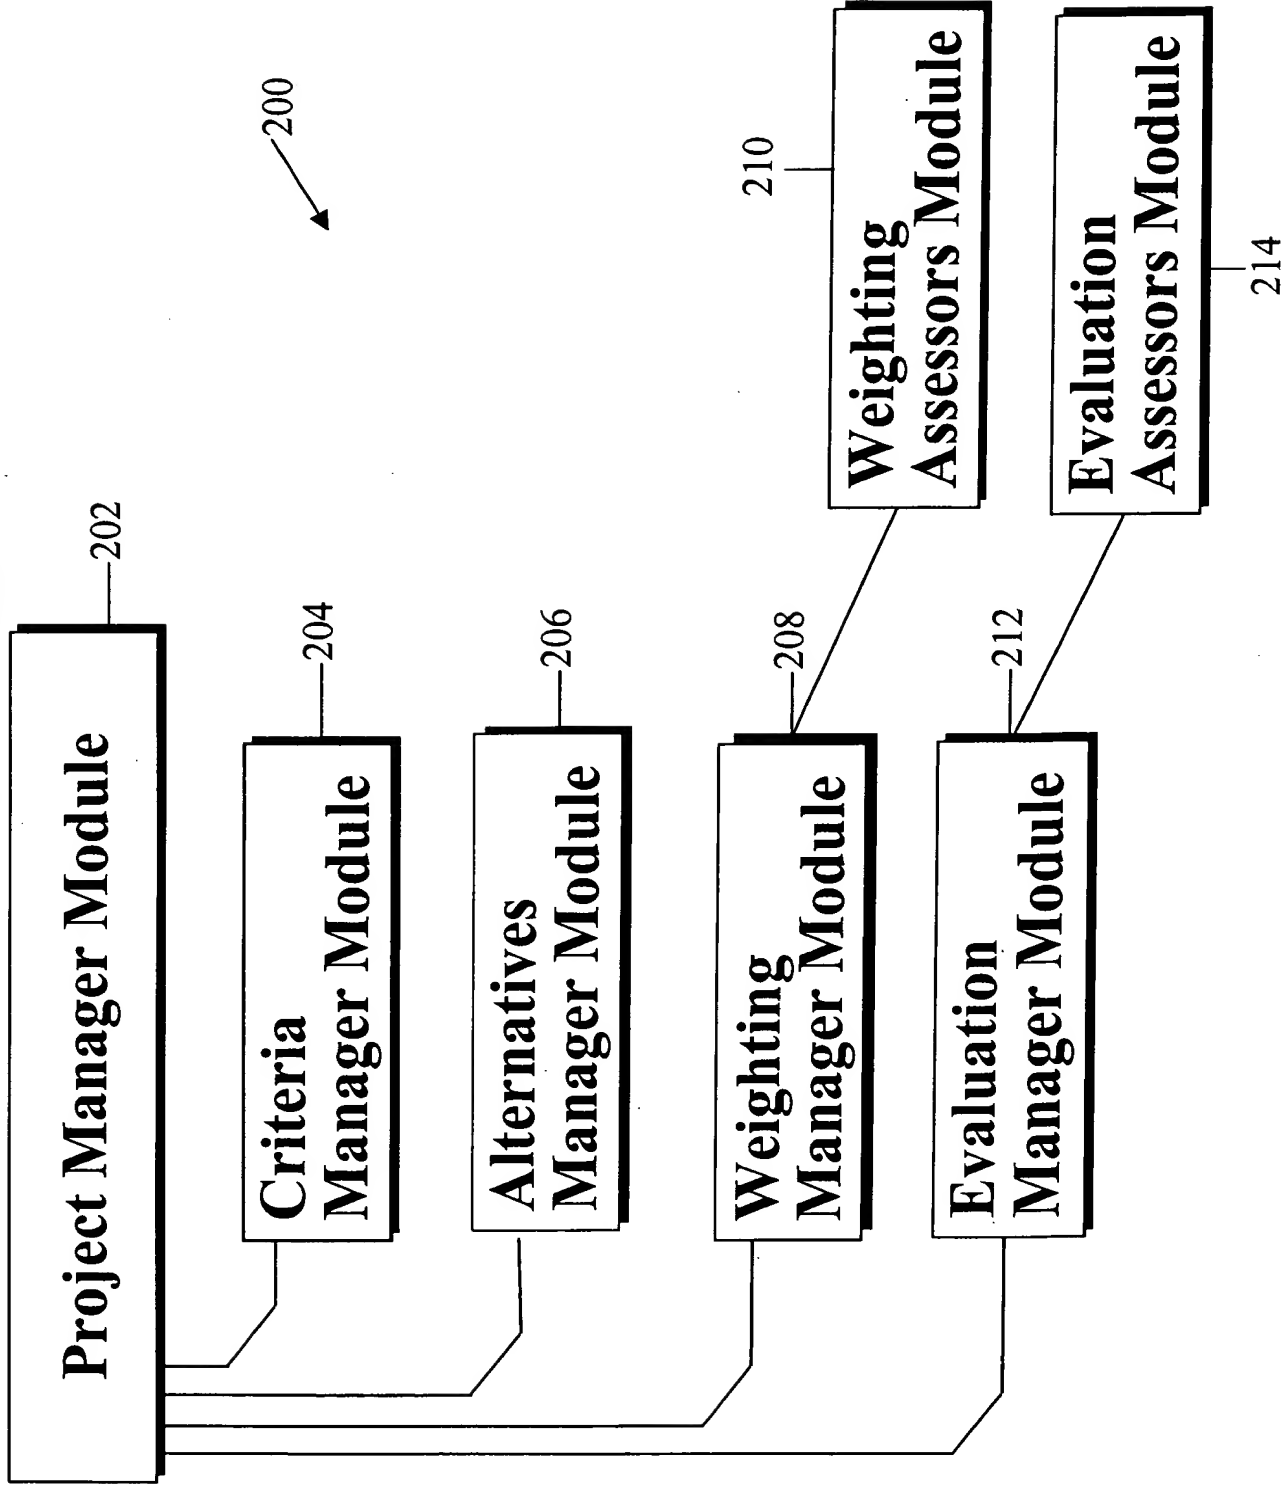 200
Project Manager Module
202
Criteria
Manager Module
204
Alternatives
Manager Module
206
Weighting
Manager Module
208
Weighting
Assessors Module
210
Evaluation
Manager Module
212
Evaluation
Assessors Module
214